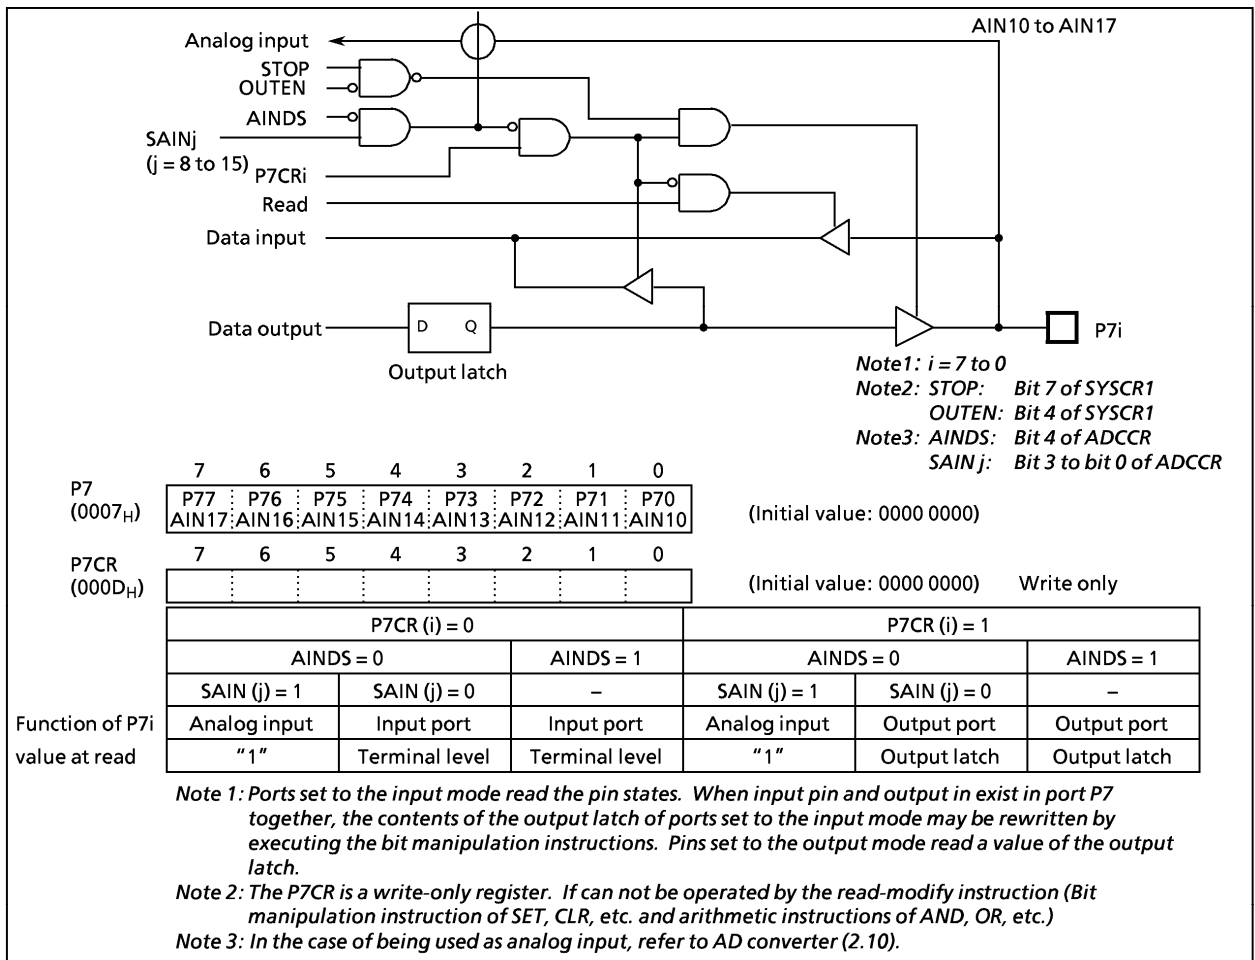 AIN10 to AIN17
Analog input
STOP
OUTEN
AINDS
SAINj
(j = 8 to 15)
P7CRi
Read
Data input
Data output
D Q
P7i
Output latch
Note1: i = 7 to 0
Note2: STOP: Bit 7 of SYSCR1
OUTEN: Bit 4 of SYSCR1
Note3: AINDS: Bit 4 of ADCCR
SAIN j: Bit 3 to bit 0 of ADCCR
7 6 5 4 3 2 1 0
P7
(0007H)
P77 P76 P75 P74 P73 P72 P71 P70
AIN17 AIN16 AIN15 AIN14 AIN13 AIN12 AIN11 AIN10
(Initial value: 0000 0000)
7 6 5 4 3 2 1 0
P7CR
(000DH)
(Initial value: 0000 0000) Write only
P7CR (i) = 0 P7CR (i) = 1
AINDS = 0 AINDS = 1 AINDS = 0 AINDS = 1
SAIN (j) = 1 SAIN (j) = 0 – SAIN (j) = 1 SAIN (j) = 0 –
Function of P7i Analog input Input port Input port Analog input Output port Output port
value at read "1" Terminal level Terminal level "1" Output latch Output latch
Note 1: Ports set to the input mode read the pin states. When input pin and output in exist in port P7
together, the contents of the output latch of ports set to the input mode may be rewritten by
executing the bit manipulation instructions. Pins set to the output mode read a value of the output
latch.
Note 2: The P7CR is a write-only register. If can not be operated by the read-modify instruction (Bit
manipulation instruction of SET, CLR, etc. and arithmetic instructions of AND, OR, etc.)
Note 3: In the case of being used as analog input, refer to AD converter (2.10).